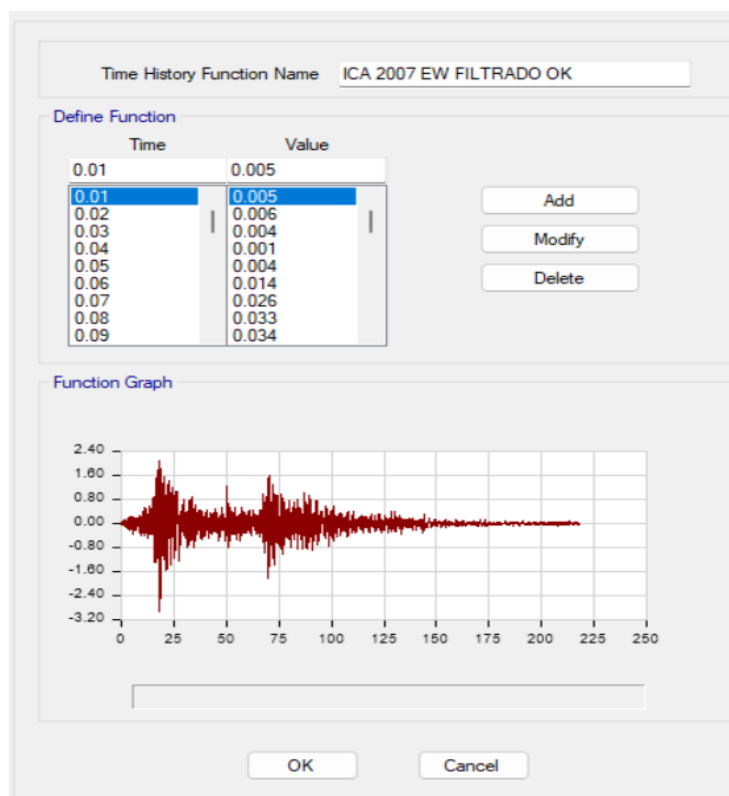 Time History Function Name ICA 2007 EW FILTRADO OK
Define Function
Time Value
0.01 0.005
0.01 0.005
0.02 0.006
0.03 0.004
0.04 0.001
0.05 0.004
0.06 0.014
0.07 0.026
0.08 0.033
0.09 0.034
Add
Modify
Delete
Function Graph
2.40
1.60
0.80
0.00
-0.80
-1.60
-2.40
-3.20
0 25 50 75 100 125 150 175 200 225 250
OK Cancel